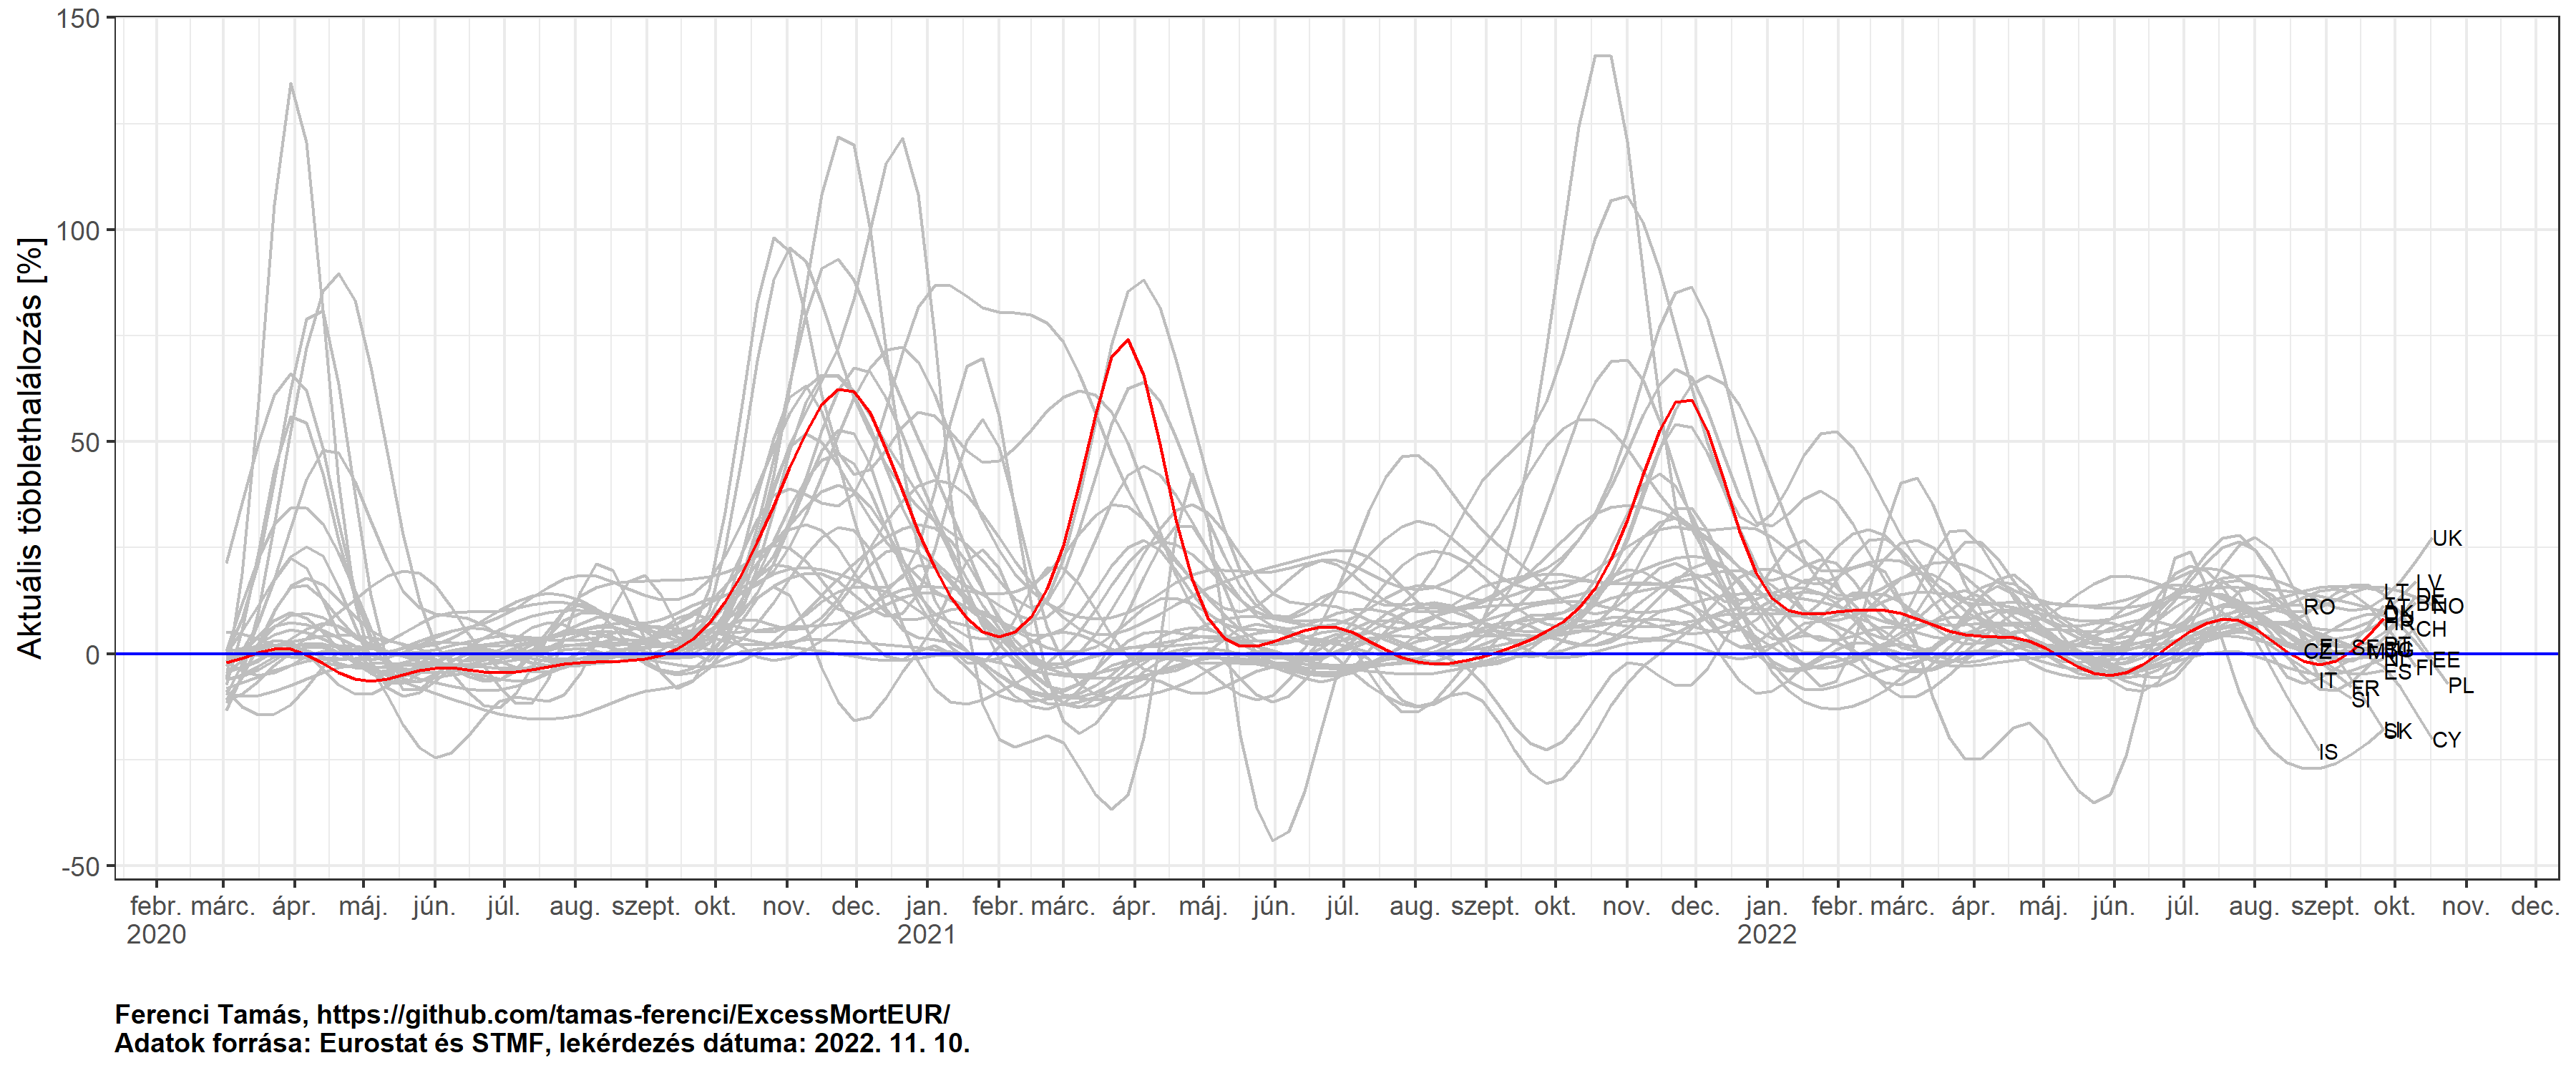 Aktuális többlethalálozás [%]
150
100
50
0
-50
UK
LV
LT
DE
BE
NO
RO
HR
CH
CZ
SE
EE
FI
ES
PL
IT
FR
SI
SK
CY
IS
febr. márc. ápr. máj. jún. júl. aug. szept. okt. nov. dec. jan. febr. márc. ápr. máj. jún. júl. aug. szept. okt. nov. dec. jan. febr. márc. ápr. máj. jún. júl. aug. szept. okt. nov. dec.
2020 2021 2022
Ferenci Tamás, https://github.com/tamas-ferenci/ExcessMortEUR/
Adatok forrása: Eurostat és STMF, lekérdezés dátuma: 2022. 11. 10.